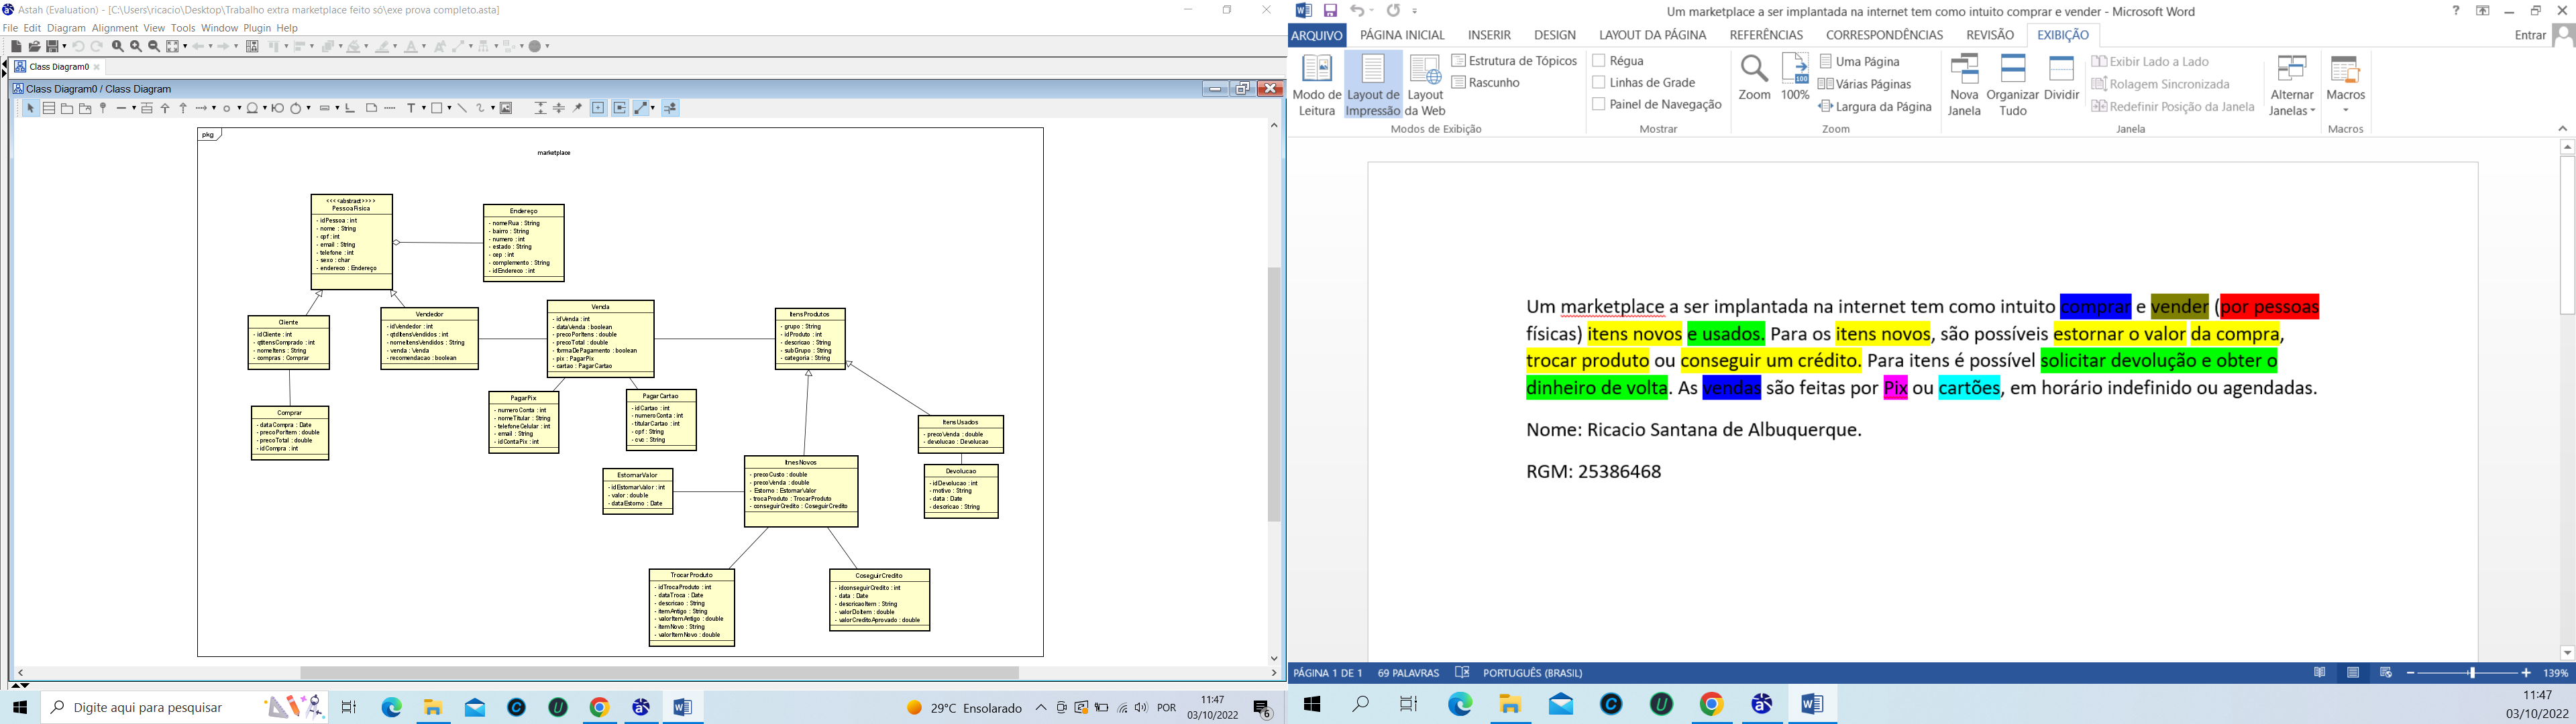 Astah (Evaluation) - [C:\Users\ricacio\Desktop\Trabalho extra marketplace feito só\exe prova completo.asta]
File Edit Diagram Alignment View Tools Window Plugin Help
Class Diagram0
Class Diagram0 / Class Diagram
pkg
marketplace
<<<<abstract>>>>
PessoaFisica
- idPessoa : int
- nome : String
- cpf : int
- email : String
- telefone : int
- sexo : char
- endereco : Endereço
Endereço
- nomeRua : String
- bairro : String
- numero : int
- estado : String
- cep : int
- complemento : String
- idEndereco : int
Cliente
- idCliente : int
- qtitensComprado : int
- nomeItens : String
- compras : Comprar
Vendedor
- idVendedor : int
- qtdItensVendidos : int
- nomeItensVendidos : String
- venda : Venda
- recomendacao : boolean
Venda
- idVenda : int
- dataVenda : boolean
- precoPorItens : double
- precoTotal : double
- formaDePagamento : boolean
- pix : PagarPix
- cartao : PagarCartao
ItensProdutos
- grupo : String
- idProduto : int
- descricao : String
- subGrupo : String
- categoria : String
Comprar
- dataCompra : Date
- precoPorItem : double
- precoTotal : double
- idCompra : int
PagarPix
- numeroConta : int
- nomeTitular : String
- telefoneCelular : int
- email : String
- idContaPix : int
PagarCartao
- idCartao : int
- numeroConta : int
- titularCartao : int
- cpf : String
- cvc : String
ItensUsados
- precoVenda : double
- devolucao : Devolucao
EstornarValor
- idEstornarValor : int
- valor : double
- dataEstorno : Date
ItnesNovos
- precoCusto : double
- precoVenda : double
- Estorno : EstornarValor
- trocaProduto : TrocarProduto
- conseguirCredito : CoseguirCredito
Devolucao
- idDevolucao : int
- motivo : String
- data : Date
- descricao : String
TrocarProduto
- idTrocaProduto : int
- dataTroca : Date
- descricao : String
- itemAntigo : String
- valorItemAntigo : double
- itemNovo : String
- valorItemNovo : double
CoseguirCredito
- idconseguirCredito : int
- data : Date
- descricaoItem : String
- valorDoItem : double
- valorCreditoAprovado : double
Digite aqui para pesquisar
29°C Ensolarado
POR
11:47
03/10/2022
6
Um marketplace a ser implantada na internet tem como intuito comprar e vender - Microsoft Word
ARQUIVO PÁGINA INICIAL INSERIR DESIGN LAYOUT DA PÁGINA REFERÊNCIAS CORRESPONDÊNCIAS REVISÃO EXIBIÇÃO
Entrar
Modo de Leitura
Layout de Impressão
Layout da Web
Estrutura de Tópicos
Rascunho
Modos de Exibição
Régua
Linhas de Grade
Painel de Navegação
Mostrar
Zoom
100%
Uma Página
Várias Páginas
Largura da Página
Zoom
Nova Janela
Organizar Tudo
Dividir
Exibir Lado a Lado
Rolagem Sincronizada
Redefinir Posição da Janela
Janela
Alternar Janelas
Macros
Macros
Um marketplace a ser implantada na internet tem como intuito comprar e vender (por pessoas
físicas) itens novos e usados. Para os itens novos, são possíveis estornar o valor da compra,
trocar produto ou conseguir um crédito. Para itens é possível solicitar devolução e obter o
dinheiro de volta. As vendas são feitas por Pix ou cartões, em horário indefinido ou agendadas.
Nome: Ricacio Santana de Albuquerque.
RGM: 25386468
PÁGINA 1 DE 1 69 PALAVRAS PORTUGUÊS (BRASIL)
139%
11:47
03/10/2022